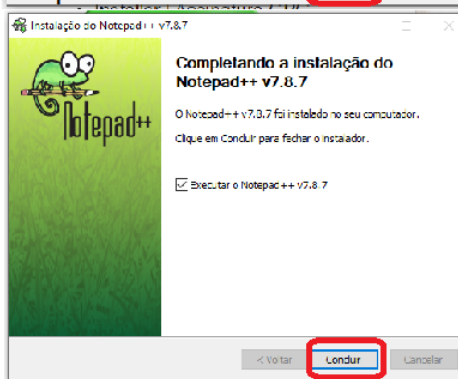 Instalação do Notepad++ v7.8.7
Completando a instalação do
Notepad++ v7.8.7
O Notepad++ v7.8.7 foi instalado no seu computador.
Clique em Concluir para fechar o instalador.
Executar o Notepad++ v7.8.7
Notepad++
< Voltar Concluir Cancelar